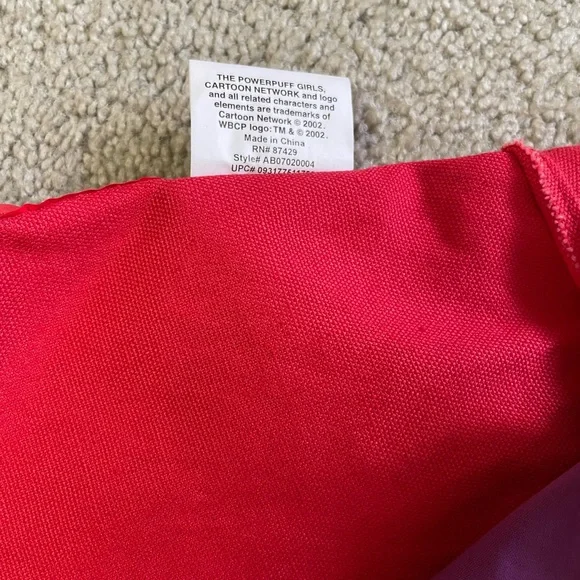 THE POWERPUFF GIRLS,
CARTOON NETWORK and logo
and all related characters and
elements are trademarks of
Cartoon Network © 2002.
WBCP logo: TM & © 2002.
Made in China
RN# 87429
Style# AB07020004
UPC#